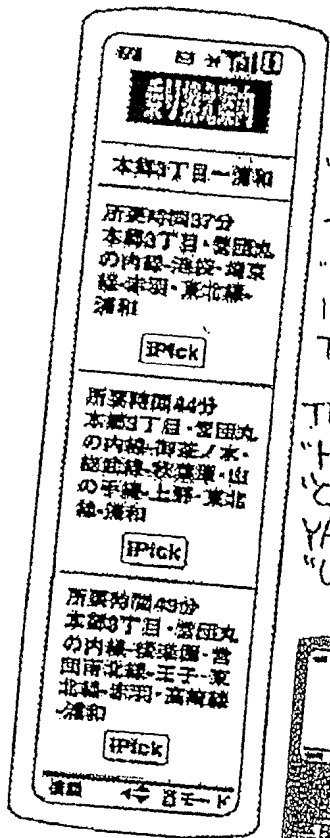 乗り換え案内
本郷3丁目ー浦和
所要時間37分
本郷3丁目・営団丸
の内線-池袋・埼京
線-赤羽・東北線-
浦和
iPick
所要時間44分
本郷3丁目・営団丸
の内線-御茶ノ水・
総武線-秋葉原・山
の手線-上野・東北
線-浦和
iPick
所要時間49分
本郷3丁目・営団丸
の内線-後楽園・営
団南北線-王子-東
北線-赤羽・高崎線
-浦和
iPick